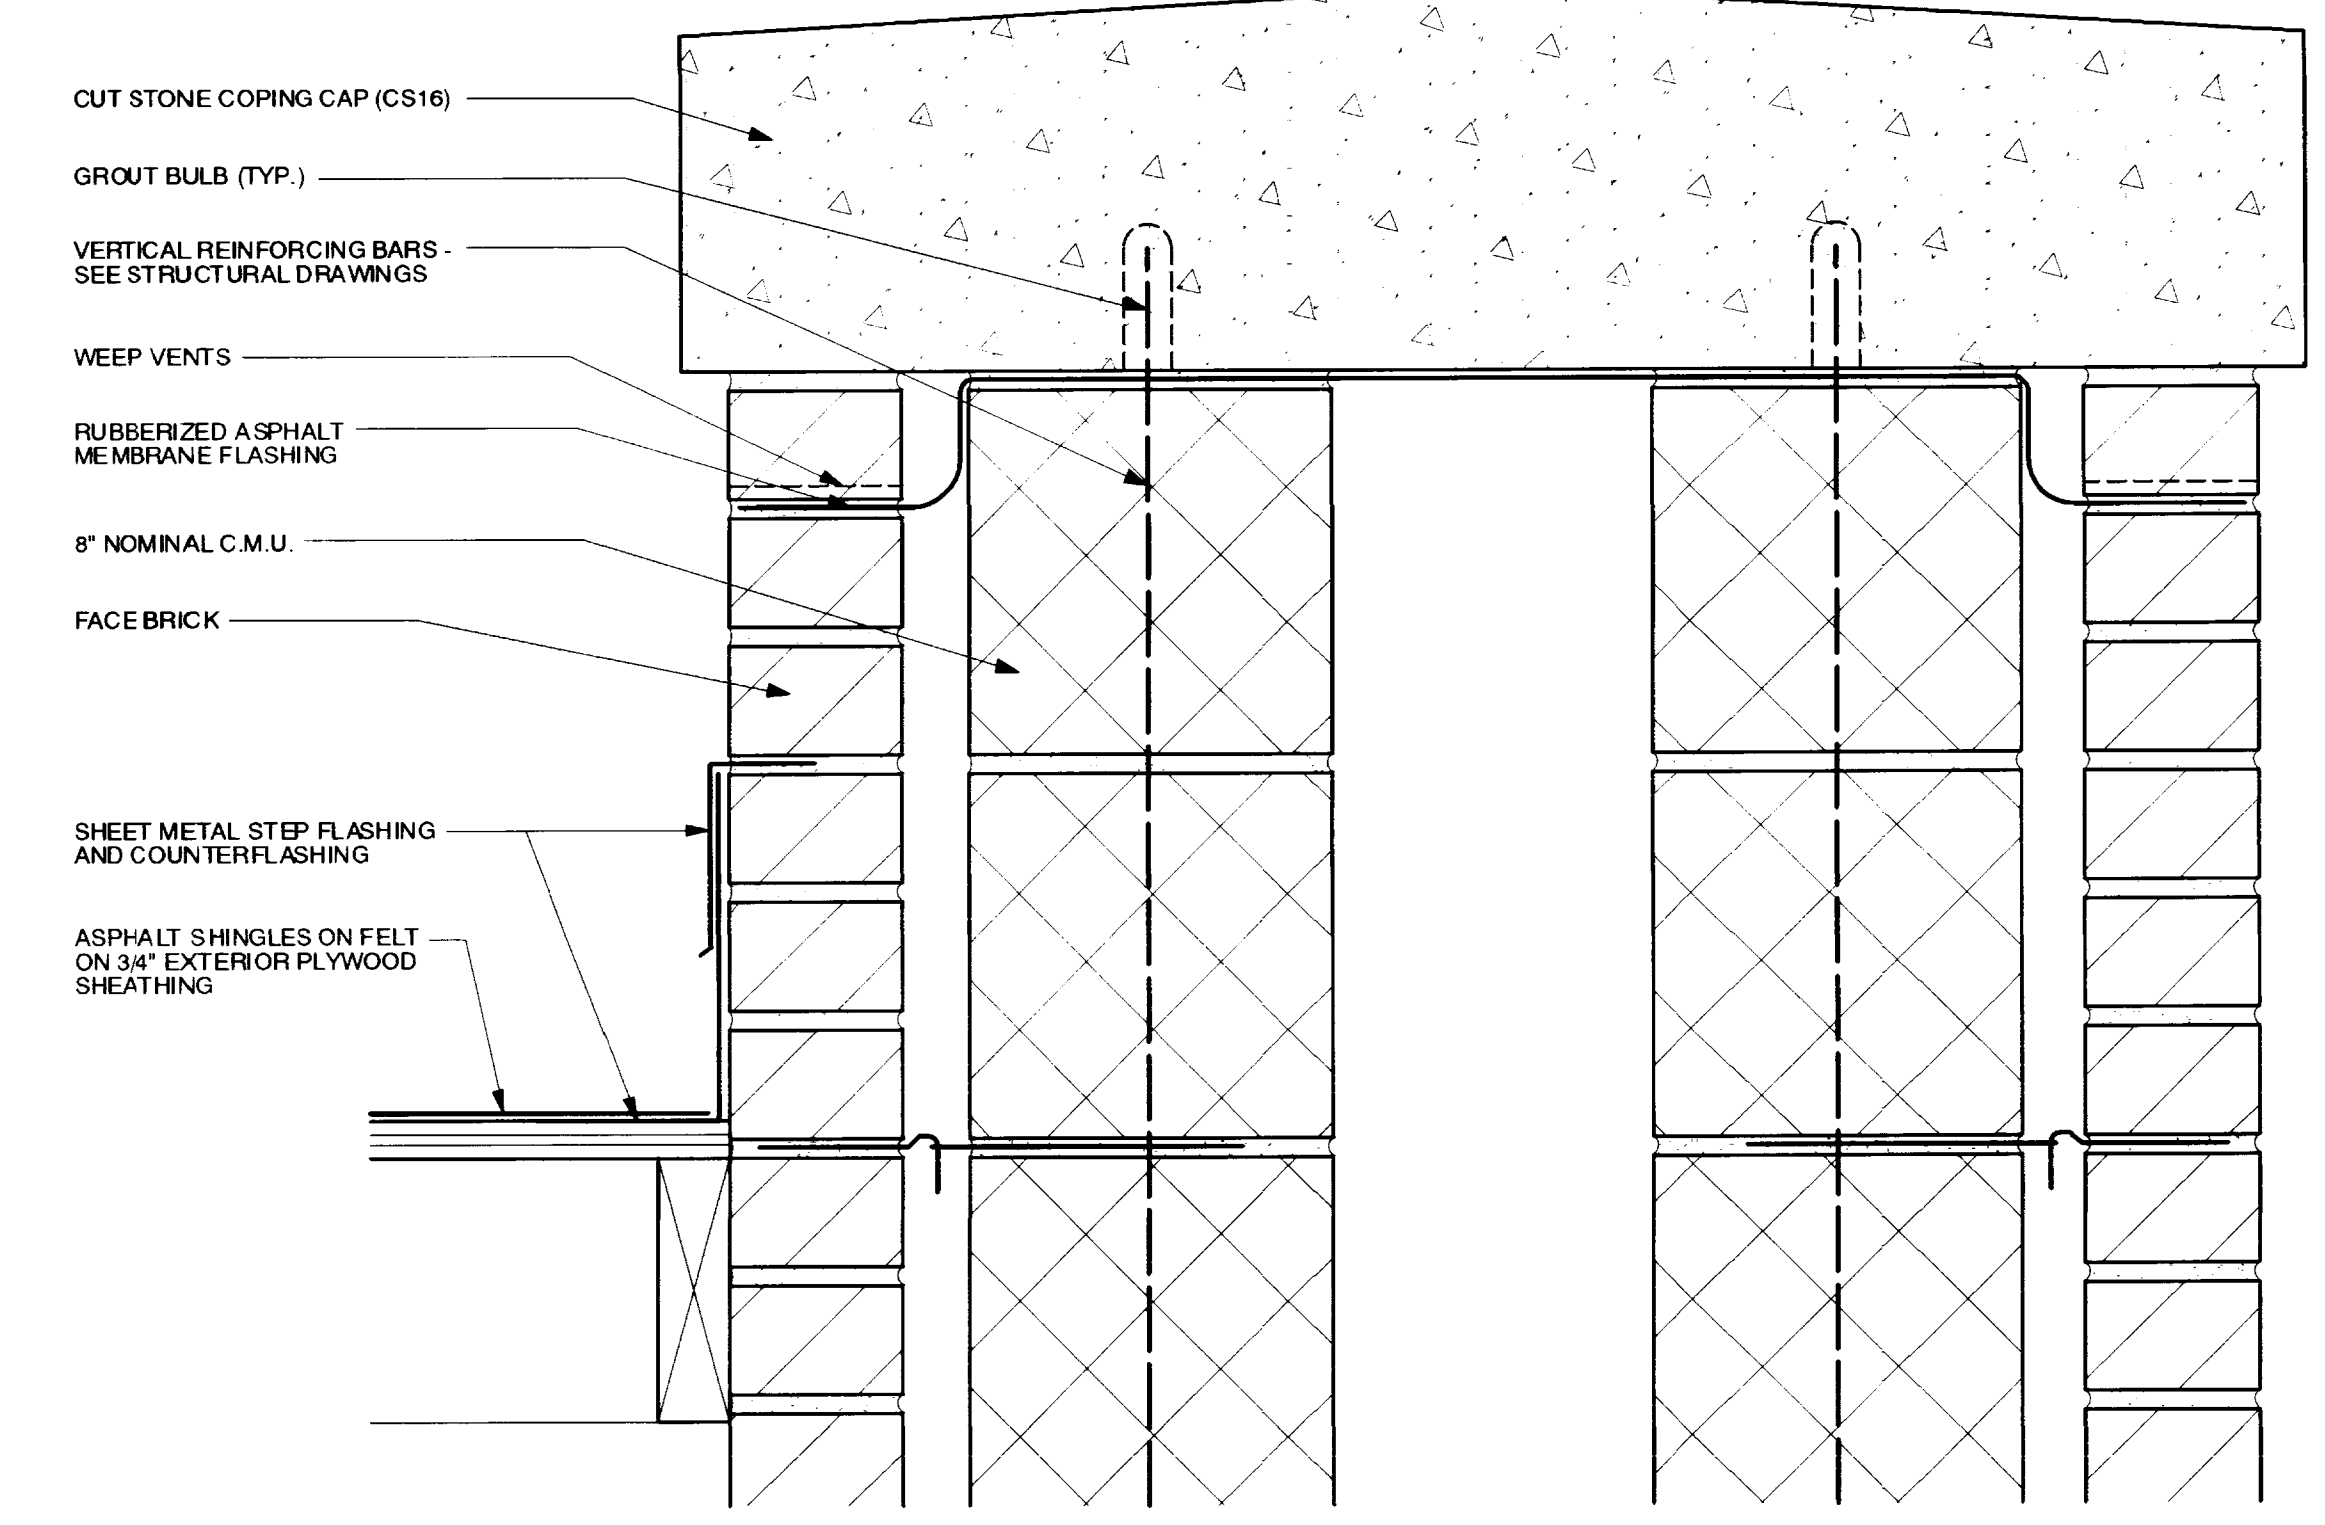 CUT STONE COPING CAP (CS16)
GROUT BULB (TYP.)
VERTICAL REINFORCING BARS -
SEE STRUCTURAL DRAWINGS
WEEP VENTS
RUBBERIZED ASPHALT
MEMBRANE FLASHING
8" NOMINAL C.M.U.
FACE BRICK
SHEET METAL STEP FLASHING
AND COUNTERFLASHING
ASPHALT SHINGLES ON FELT
ON 3/4" EXTERIOR PLYWOOD
SHEATHING